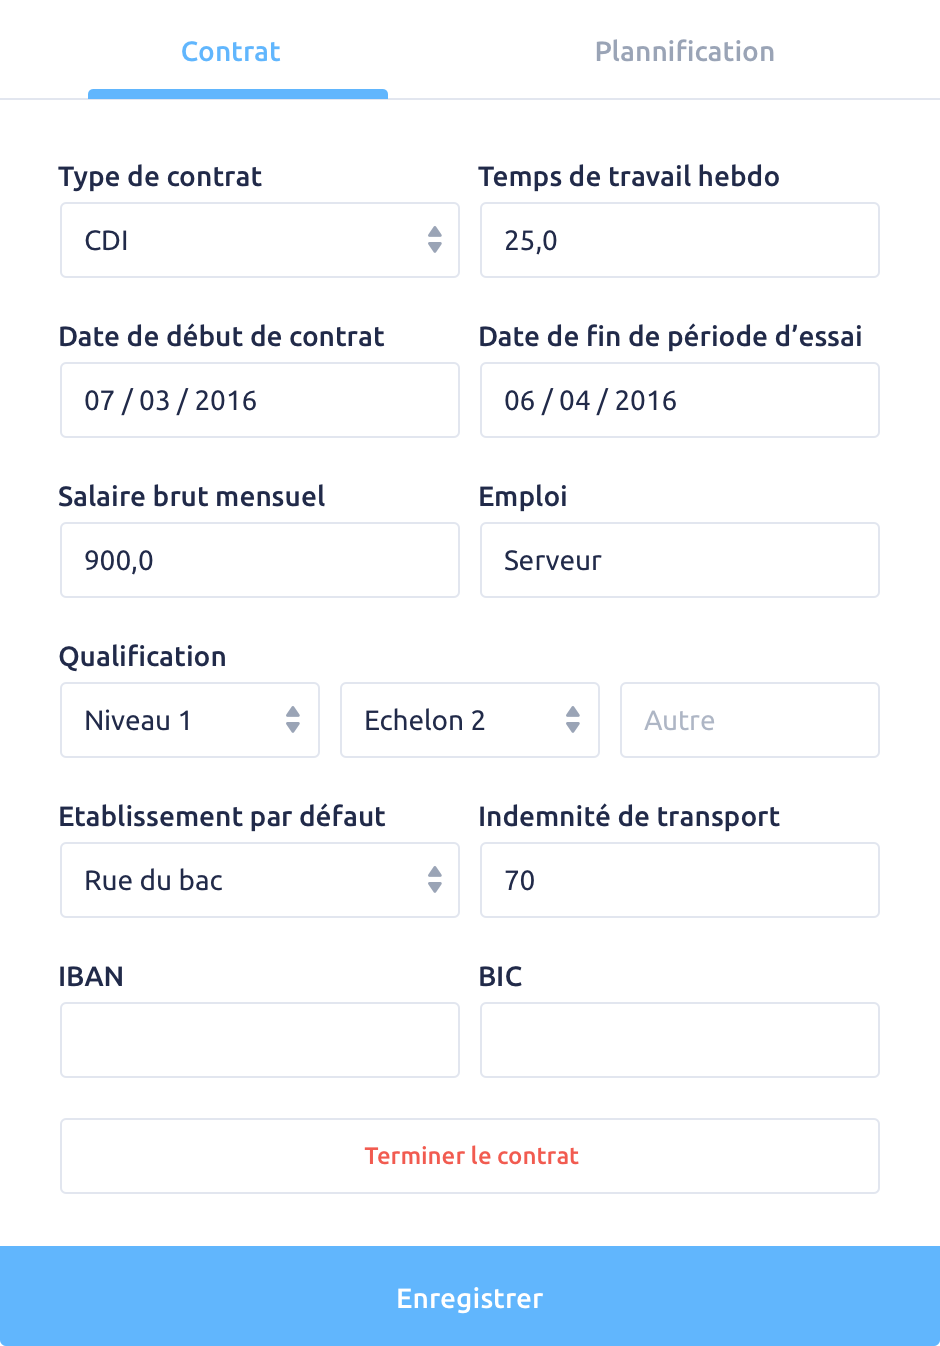 Contrat
Plannification
Type de contrat
Temps de travail hebdo
CDI
25,0
Date de début de contrat
Date de fin de période d’essai
07 / 03 / 2016
06 / 04 / 2016
Salaire brut mensuel
Emploi
900,0
Serveur
Qualification
Niveau 1
Echelon 2
Autre
Etablissement par défaut
Indemnité de transport
Rue du bac
70
IBAN
BIC
Terminer le contrat
Enregistrer